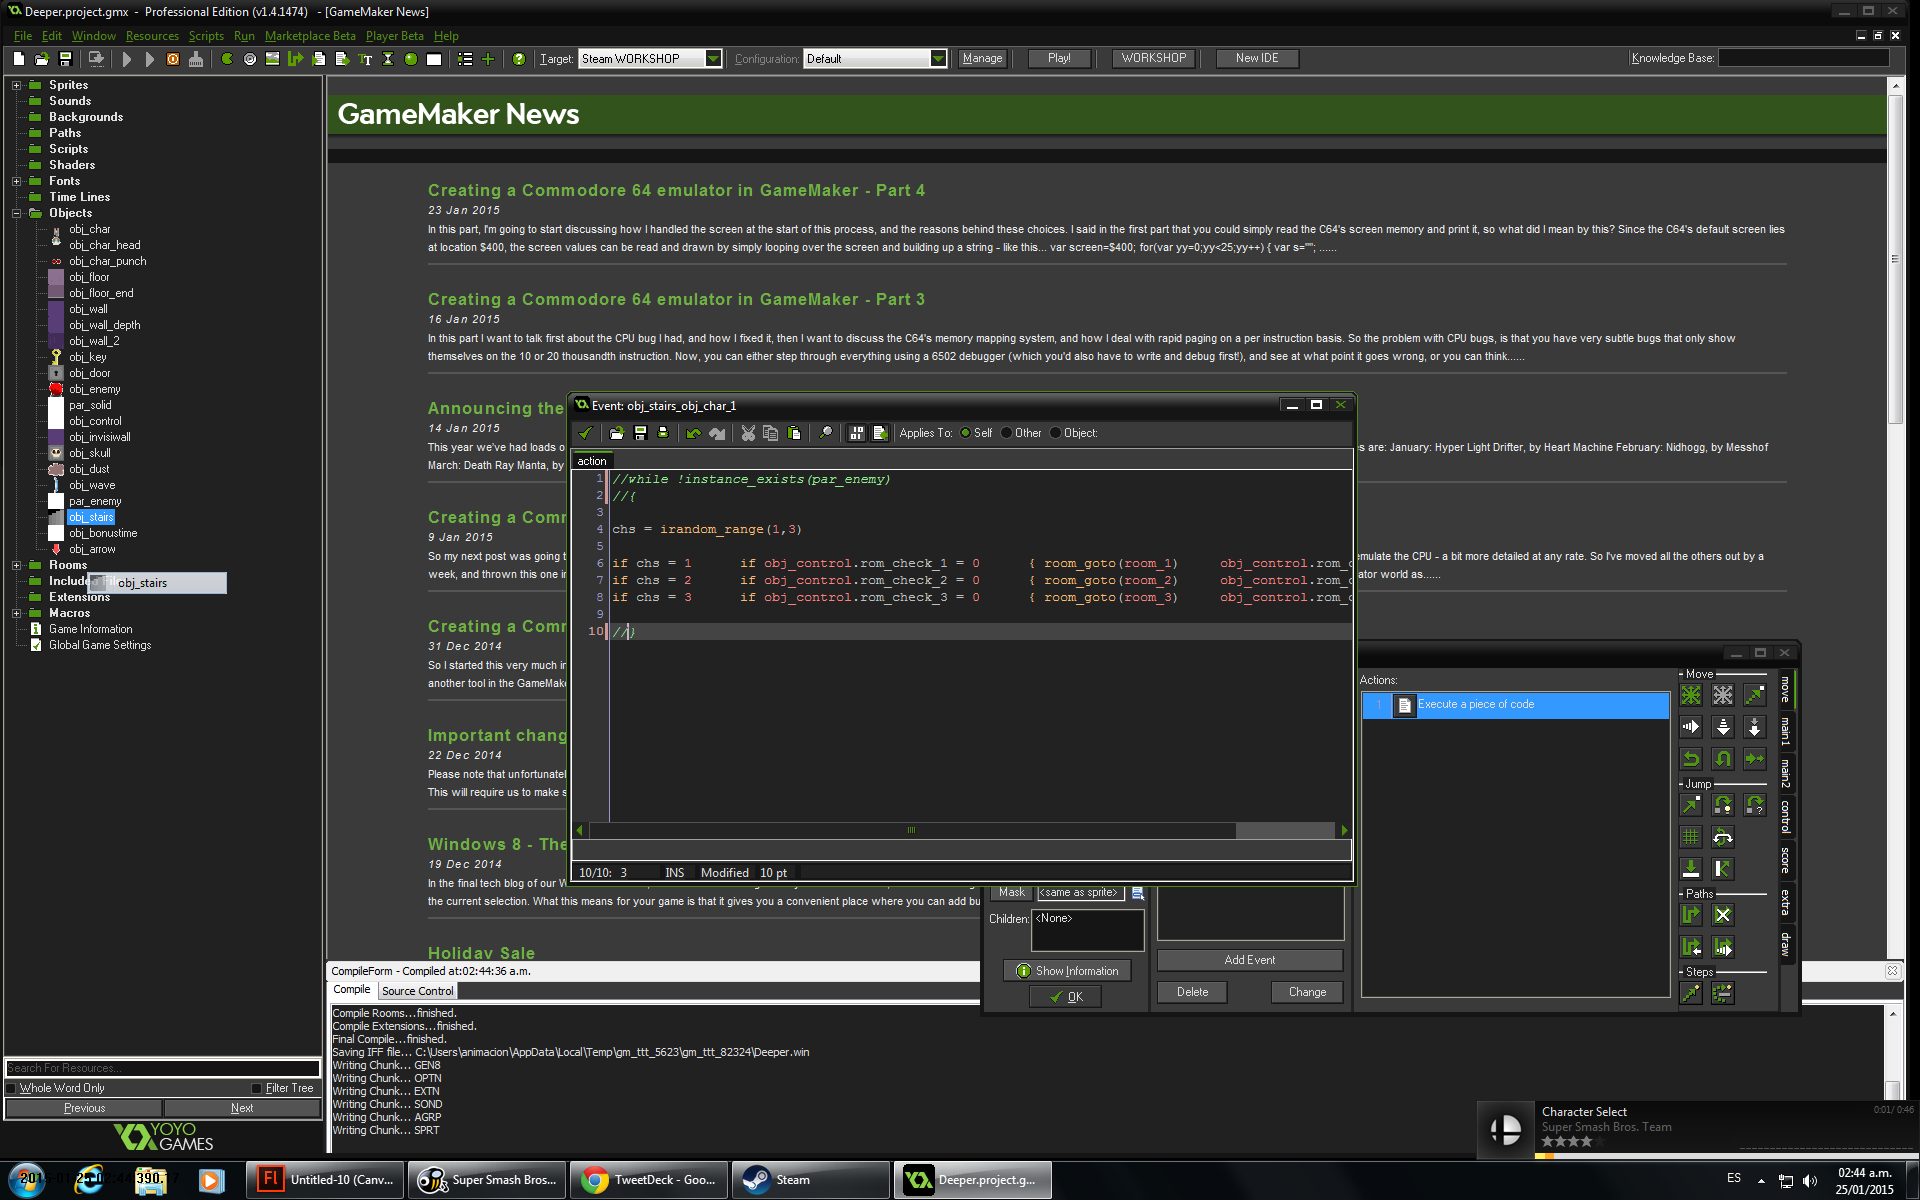 Deeper.project.gmx - Professional Edition (v1.4.1474) - [GameMaker News]
File Edit Window Resources Scripts Run Marketplace Beta Player Beta Help
Target: Steam WORKSHOP Configuration: Default Manage Play! WORKSHOP New IDE Knowledge Base:
Sprites
Sounds
Backgrounds
Paths
Scripts
Shaders
Fonts
Time Lines
Objects
obj_char
obj_char_head
obj_char_punch
obj_floor
obj_floor_end
obj_wall
obj_wall_depth
obj_wall_2
obj_key
obj_door
obj_enemy
par_solid
obj_control
obj_invisiwall
obj_skull
obj_dust
obj_wave
par_enemy
obj_stairs
obj_bonustime
obj_arrow
Rooms
obj_stairs
Extensions
Macros
Game Information
Global Game Settings
Search For Resources...
Whole Word Only Filter Tree
Previous Next
YOYO
GAMES
GameMaker News
Creating a Commodore 64 emulator in GameMaker - Part 4
23 Jan 2015
In this part, I'm going to start discussing how I handled the screen at the start of this process, and the reasons behind these choices. I said in the first part that you could simply read the C64's screen memory and print it, so what did I mean by this? Since the C64's default screen lies
at location $400, the screen values can be read and drawn by simply looping over the screen and building up a string - like this... var screen=$400; for(var yy=0;yy<25;yy++) { var s=""; ......
Creating a Commodore 64 emulator in GameMaker - Part 3
16 Jan 2015
In this part I want to talk first about the CPU bug I had, and how I fixed it, then I want to discuss the C64's memory mapping system, and how I deal with rapid paging on a per instruction basis. So the problem with CPU bugs, is that you have very subtle bugs that only show
themselves on the 10 or 20 thousandth instruction. Now, you can either step through everything using a 6502 debugger (which you'd also have to write and debug first!), and see at what point it goes wrong, or you can think......
Announcing the
14 Jan 2015
This year we've had loads o
es are: January: Hyper Light Drifter, by Heart Machine February: Nidhogg, by Messhof
March: Death Ray Manta, by
Creating a Comm
9 Jan 2015
So my next post was going t
emulate the CPU - a bit more detailed at any rate. So I've moved all the others out by a
week, and thrown this one in
ator world as......
Creating a Comm
31 Dec 2014
So I started this very much in
another tool in the GameMake
Important chang
22 Dec 2014
Please note that unfortunatel
This will require us to make s
Windows 8 - The
19 Dec 2014
In the final tech blog of our W
the current selection. What this means for your game is that it gives you a convenient place where you can add bu
Holiday Sale
Event: obj_stairs_obj_char_1
Applies To: Self Other Object:
action
1 //while !instance_exists(par_enemy)
2 //{
3
4 chs = irandom_range(1,3)
5
6 if chs = 1 if obj_control.rom_check_1 = 0 { room_goto(room_1) obj_control.rom_c
7 if chs = 2 if obj_control.rom_check_2 = 0 { room_goto(room_2) obj_control.rom_c
8 if chs = 3 if obj_control.rom_check_3 = 0 { room_goto(room_3) obj_control.rom_c
9
10 //}
10/10: 3 INS Modified 10 pt
Mask <same as sprite>
Children: <None>
Show Information
OK
Add Event
Delete Change
Actions:
1 Execute a piece of code
Move
Jump
Paths
Steps
move
main1
main2
control
score
extra
draw
CompileForm - Compiled at:02:44:36 a.m.
Compile Source Control
Compile Rooms...finished.
Compile Extensions...finished.
Final Compile...finished.
Saving IFF file... C:\Users\animacion\AppData\Local\Temp\gm_ttt_5623\gm_ttt_82324\Deeper.win
Writing Chunk... GEN8
Writing Chunk... OPTN
Writing Chunk... EXTN
Writing Chunk... SOND
Writing Chunk... AGRP
Writing Chunk... SPRT
Character Select 0:01 / 0:46
Super Smash Bros. Team
Untitled-10 (Canv... Super Smash Bros... TweetDeck - Goo... Steam Deeper.project.g...
ES 02:44 a.m.
25/01/2015